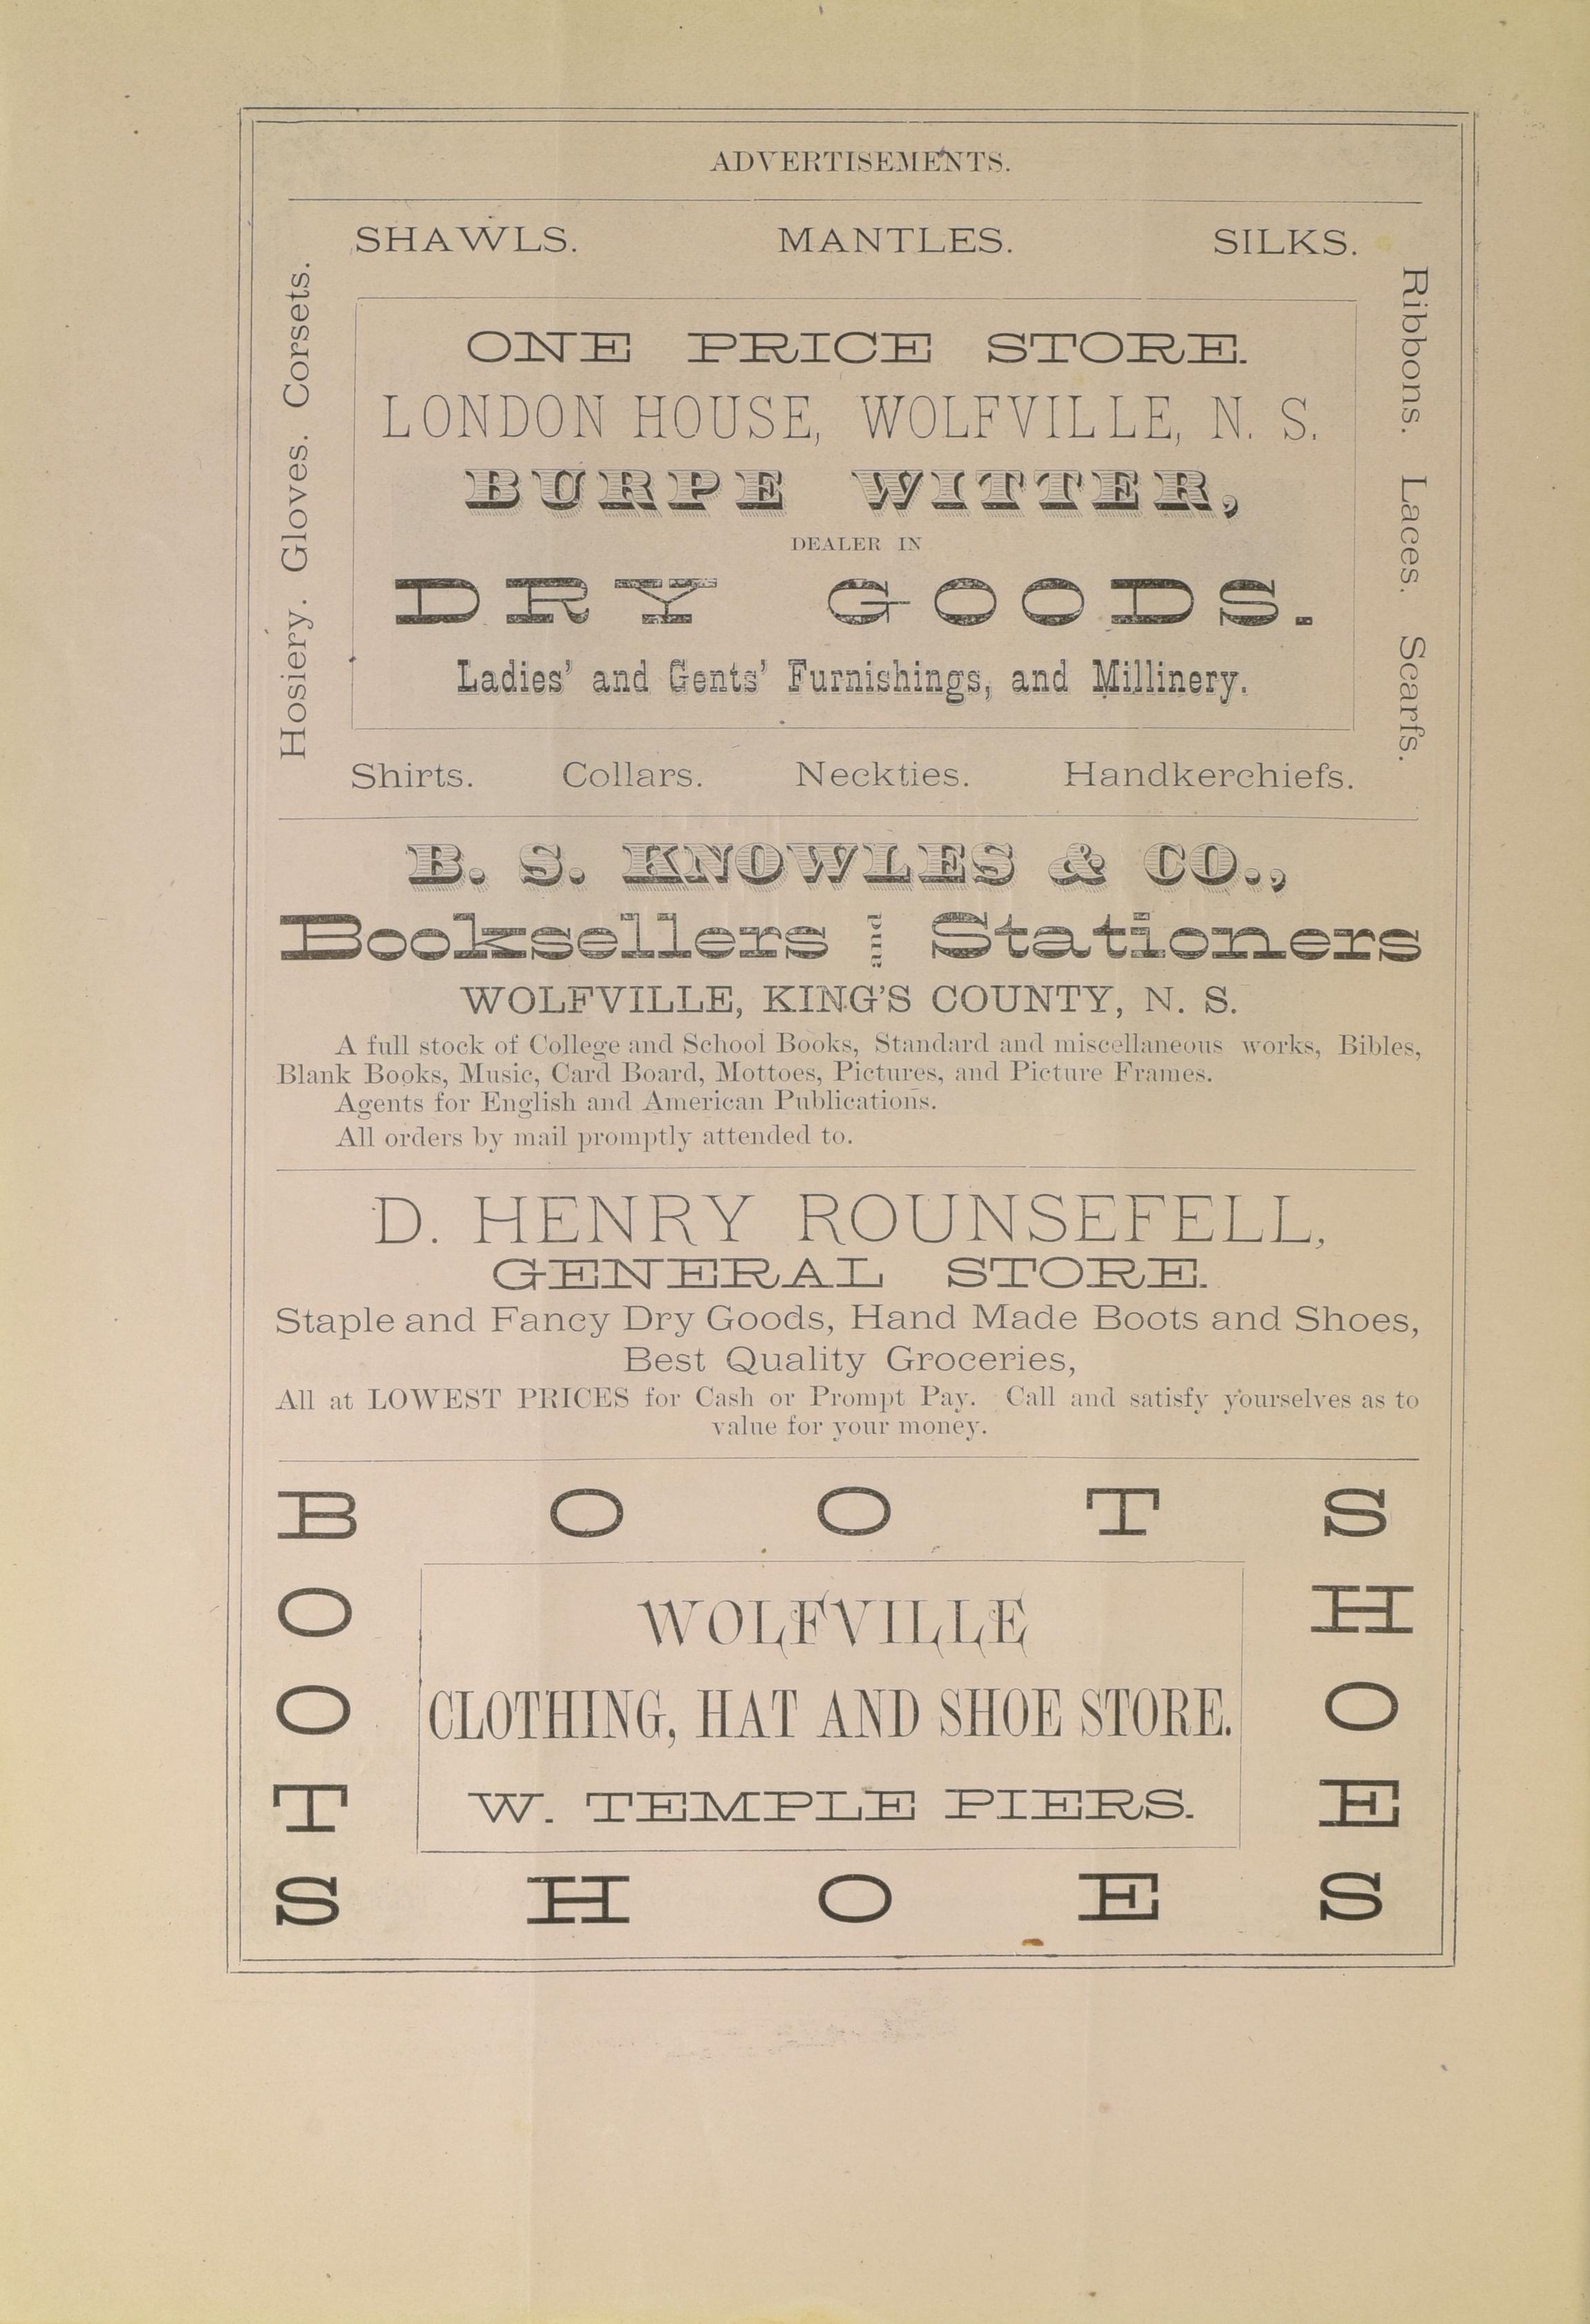 ADVERTISEMENTS.
SHAWLS. MANTLES. SILKS.
Hosiery. Gloves. Corsets.
Ribbons. Laces. Scarfs.
ONE PRICE STORE.
LONDON HOUSE, WOLFVILLE, N. S.
BURPE WITTER,
DEALER IN
DRY GOODS.
Ladies' and Gents' Furnishings, and Millinery.
Shirts. Collars. Neckties. Handkerchiefs.
B. S. KNOWLES & CO.,
Booksellers and Stationers
WOLFVILLE, KING'S COUNTY, N. S.
A full stock of College and School Books, Standard and miscellaneous works, Bibles,
Blank Books, Music, Card Board, Mottoes, Pictures, and Picture Frames.
Agents for English and American Publications.
All orders by mail promptly attended to.
D. HENRY ROUNSEFELL,
GENERAL STORE.
Staple and Fancy Dry Goods, Hand Made Boots and Shoes,
Best Quality Groceries,
All at LOWEST PRICES for Cash or Prompt Pay. Call and satisfy yourselves as to
value for your money.
BOOTS
BOOTS
SHOES
WOLFVILLE
CLOTHING, HAT AND SHOE STORE.
W. TEMPLE PIERS.
SHOES